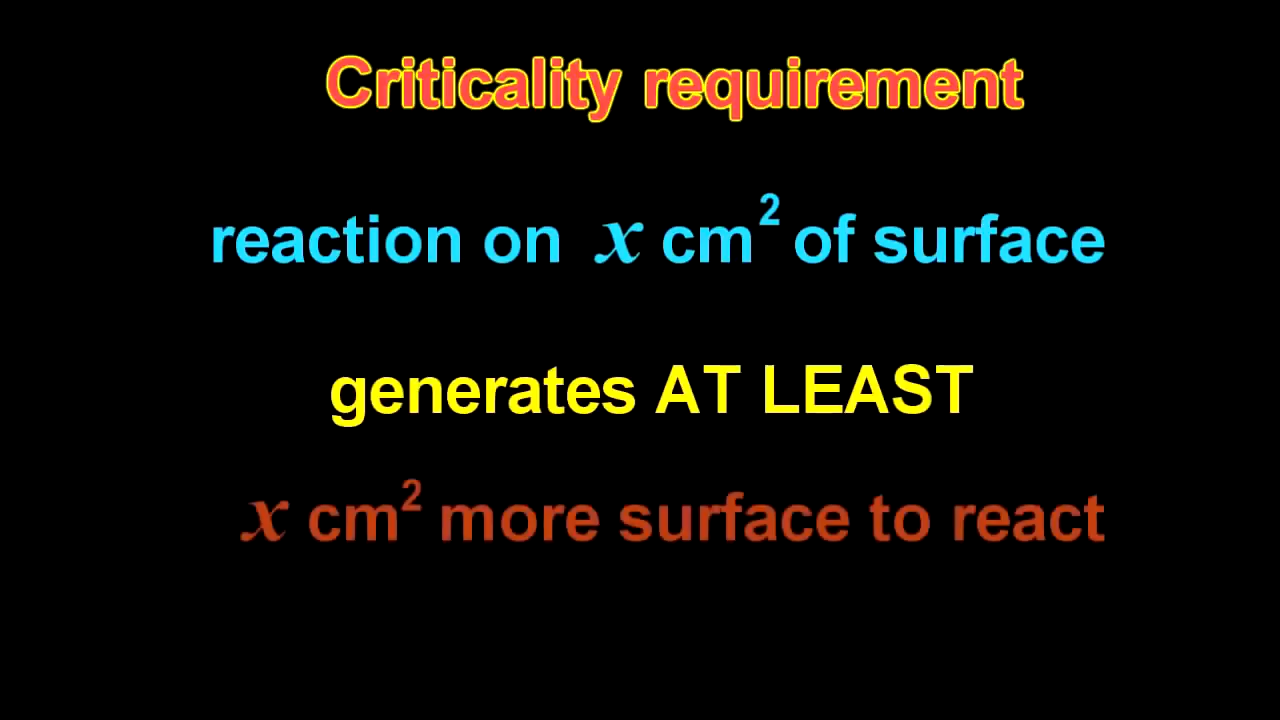 Criticality requirement
reaction on x cm² of surface
generates AT LEAST
x cm² more surface to react